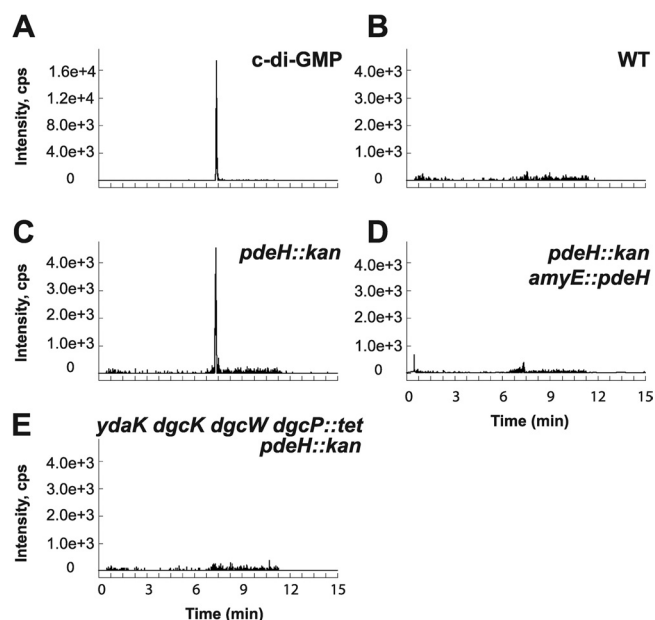 A
c-di-GMP
Intensity, cps
1.6e+4
1.2e+4
8.0e+3
4.0e+3
0
B
WT
4.0e+3
3.0e+3
2.0e+3
1.0e+3
0
C
pdeH::kan
Intensity, cps
4.0e+3
3.0e+3
2.0e+3
1.0e+3
0
D
pdeH::kan
amyE::pdeH
4.0e+3
3.0e+3
2.0e+3
1.0e+3
0
0 3 6 9 12 15
Time (min)
E
ydaK dgcK dgcW dgcP::tet
pdeH::kan
Intensity, cps
4.0e+3
3.0e+3
2.0e+3
1.0e+3
0
0 3 6 9 12 15
Time (min)